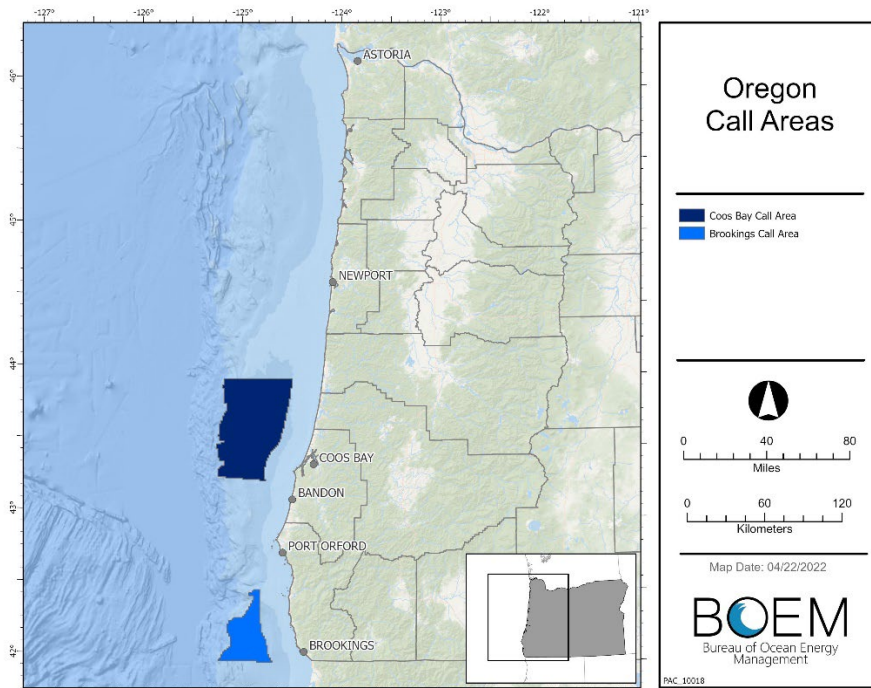 -126°
-125°
-124°
-123°
-122°
-121°
46°
45°
44°
43°
42°
ASTORIA
NEWPORT
COOS BAY
BANDON
PORT ORFORD
BROOKINGS
Oregon
Call Areas
Coos Bay Call Area
Brookings Call Area
0 40 80
Miles
0 60 120
Kilometers
Map Date: 04/22/2022
BOEM
Bureau of Ocean Energy
Management
PAC_10018